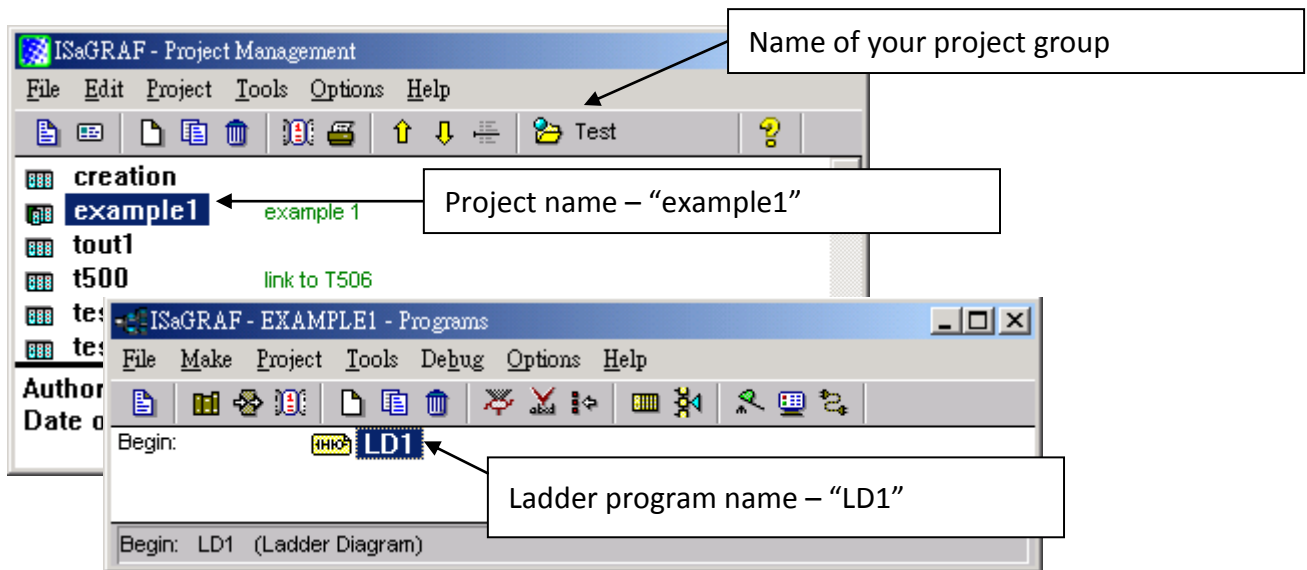 Name of your project group
ISaGRAF - Project Management
File Edit Project Tools Options Help
Test
creation
Project name – “example1”
example1 example 1
tout1
t500 link to T506
ISaGRAF - EXAMPLE1 - Programs
File Make Project Tools Debug Options Help
Author
Date o
Begin: LD1
Ladder program name – “LD1”
Begin: LD1 (Ladder Diagram)